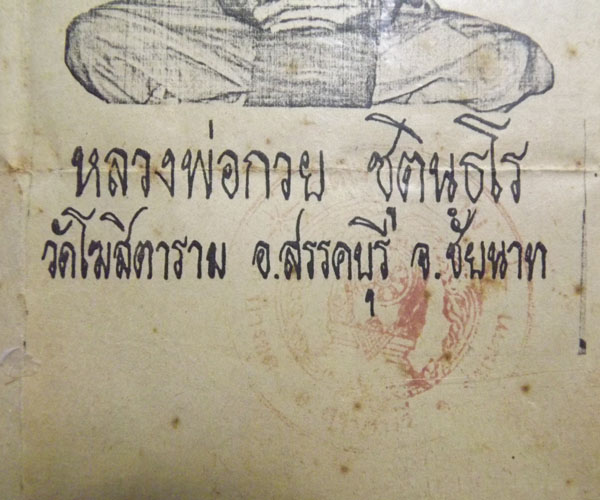 หลวงพ่อกวย ชุตินฺธโร
วัดโฆสิตาราม อ.สรรคบุรี จ.ชัยนาท